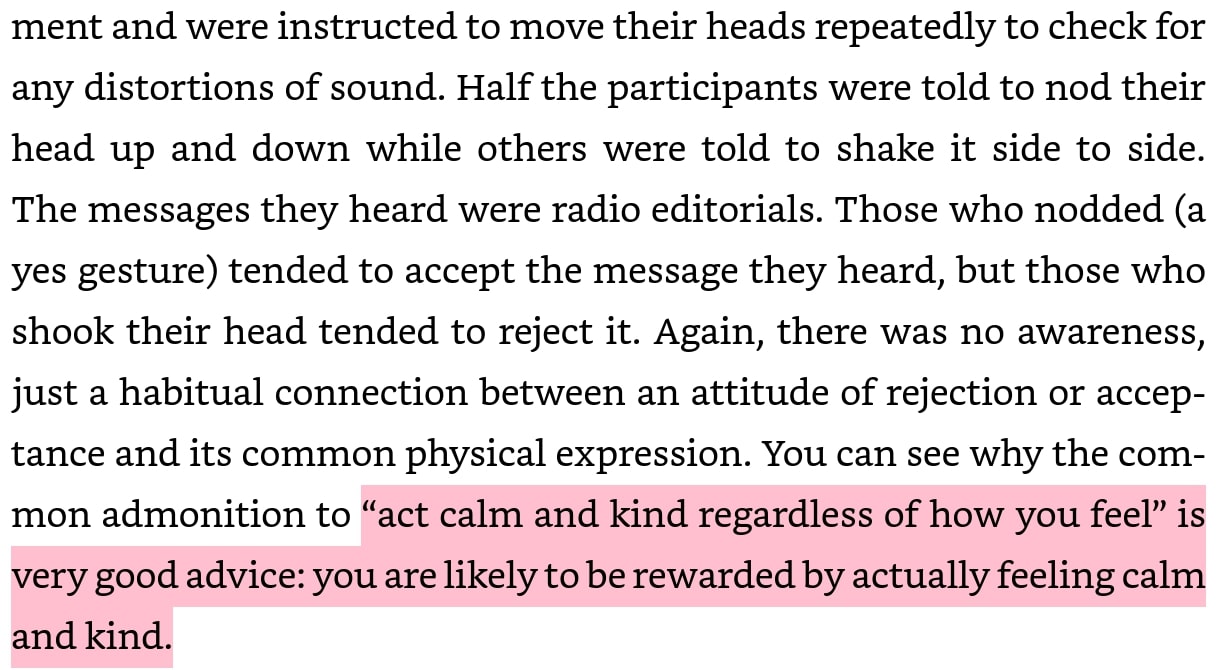 ment and were instructed to move their heads repeatedly to check for
any distortions of sound. Half the participants were told to nod their
head up and down while others were told to shake it side to side.
The messages they heard were radio editorials. Those who nodded (a
yes gesture) tended to accept the message they heard, but those who
shook their head tended to reject it. Again, there was no awareness,
just a habitual connection between an attitude of rejection or accep-
tance and its common physical expression. You can see why the com-
mon admonition to “act calm and kind regardless of how you feel” is
very good advice: you are likely to be rewarded by actually feeling calm
and kind.